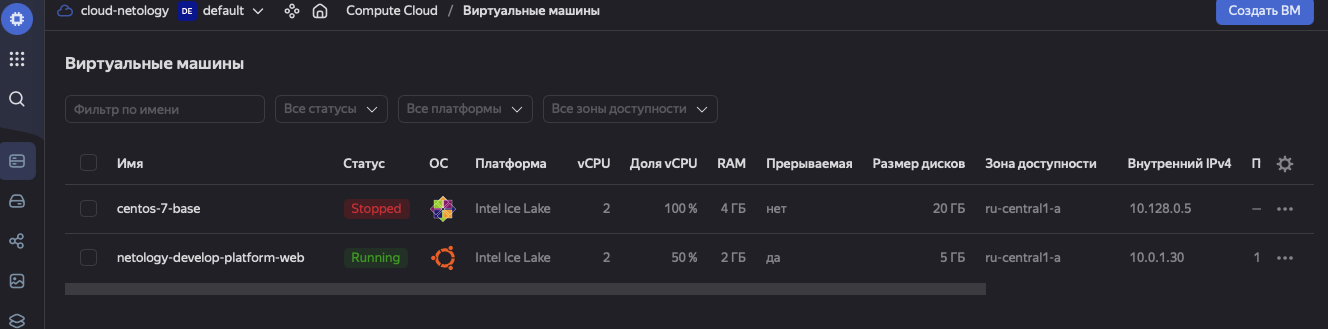 cloud-netology DE default Compute Cloud / Виртуальные машины Создать ВМ
Виртуальные машины
Фильтр по имени Все статусы Все платформы Все зоны доступности
Имя Статус ОС Платформа vCPU Доля vCPU RAM Прерываемая Размер дисков Зона доступности Внутренний IPv4 П
centos-7-base Stopped Intel Ice Lake 2 100 % 4 ГБ нет 20 ГБ ru-central1-a 10.128.0.5 —
netology-develop-platform-web Running Intel Ice Lake 2 50 % 2 ГБ да 5 ГБ ru-central1-a 10.0.1.30 1